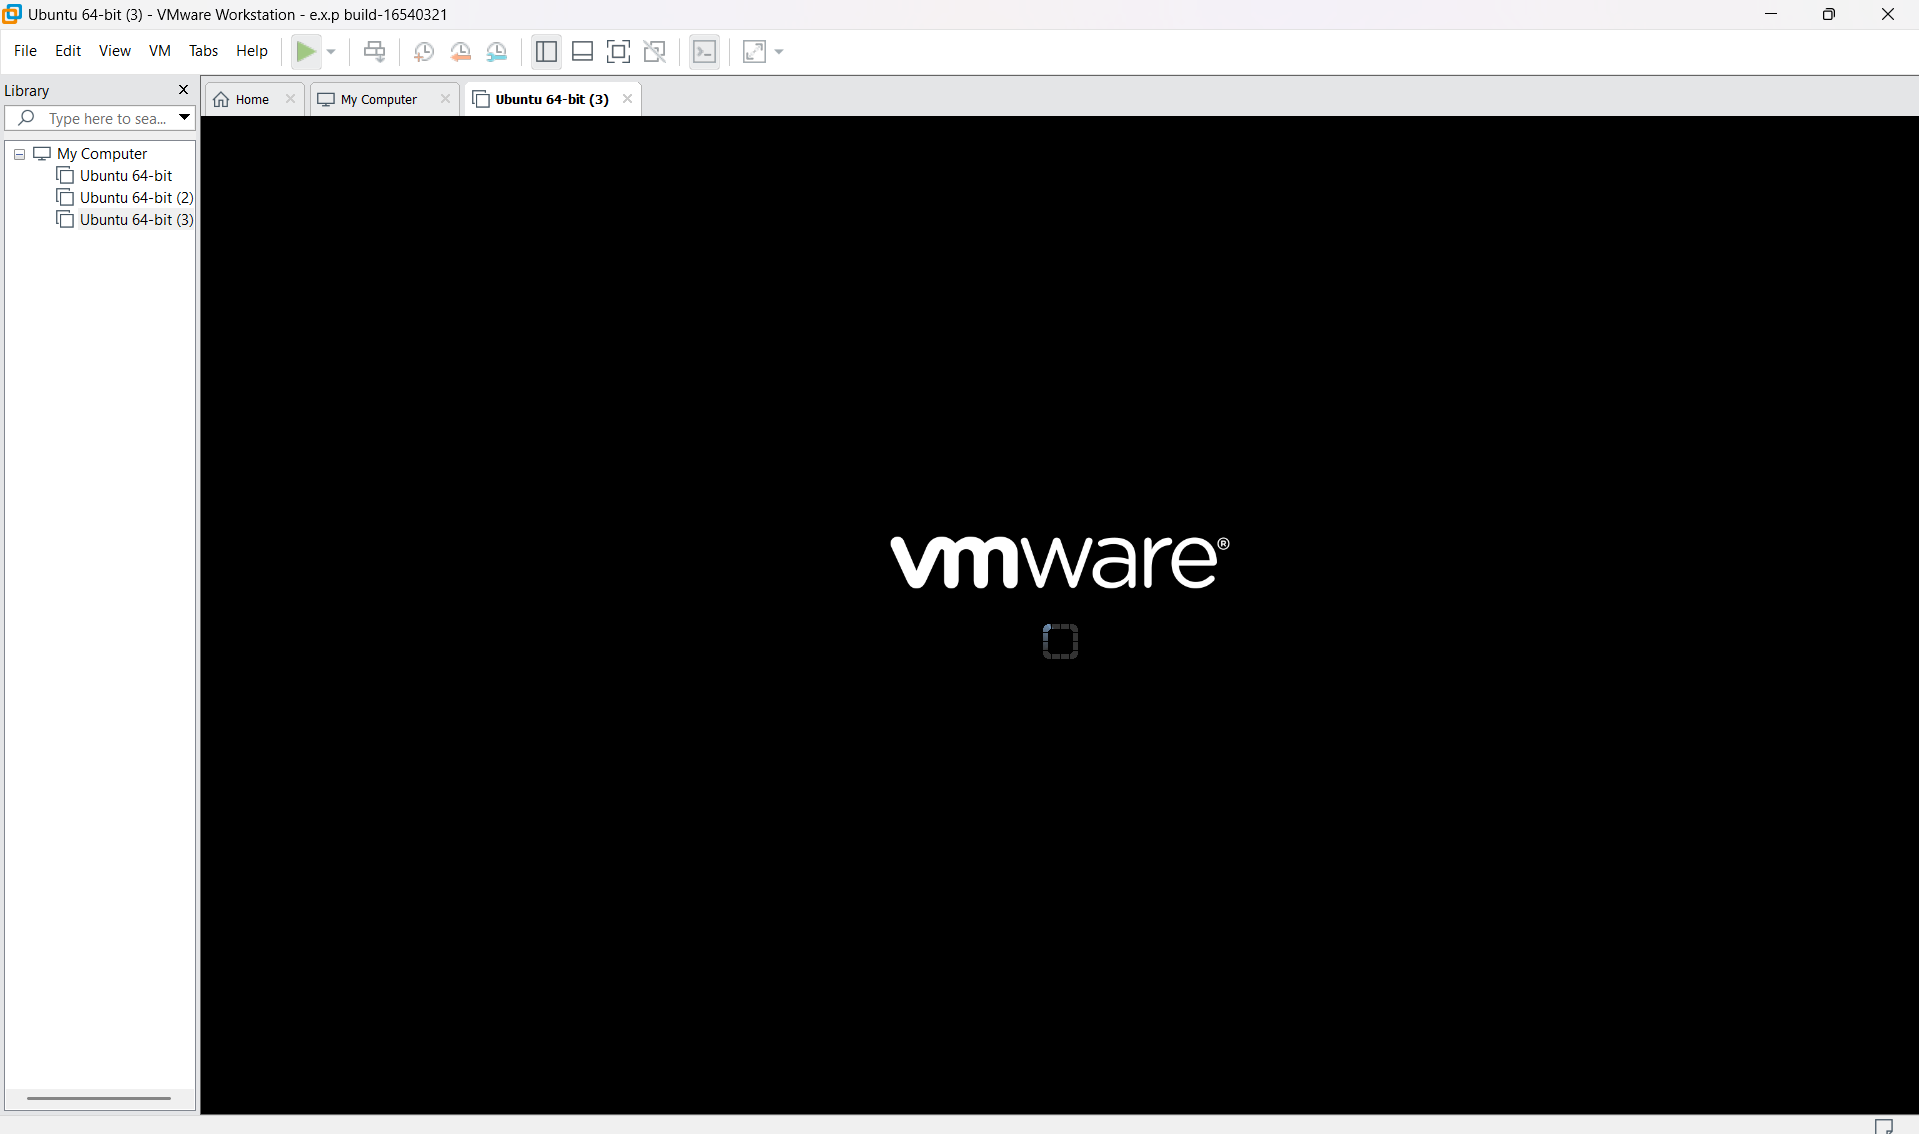 Ubuntu 64-bit (3) - VMware Workstation - e.x.p build-16540321
File Edit View VM Tabs Help
Library
Home
My Computer
Ubuntu 64-bit (3)
Type here to sea...
My Computer
Ubuntu 64-bit
Ubuntu 64-bit (2)
Ubuntu 64-bit (3)
vmware®